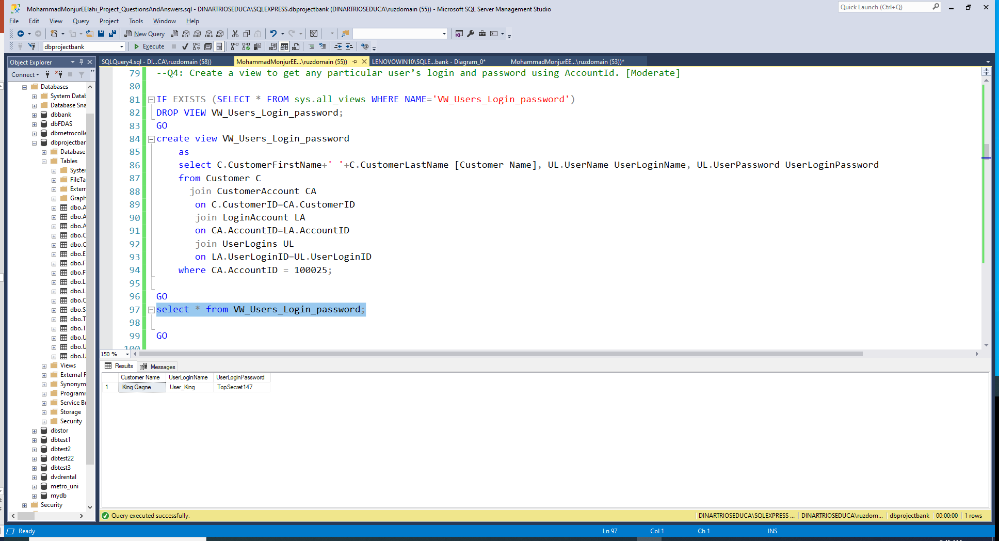 MohammadMonjurEElahi_Project_QuestionsAndAnswers.sql - DINARTRIOSEDUCA\SQLEXPRESS.dbprojectbank (DINARTRIOSEDUCA\ruzdomain (55)) - Microsoft SQL Server Management Studio
Quick Launch (Ctrl+Q)
File Edit View Query Project Tools Window Help
New Query MDX DMX XMLA DAX
dbprojectbank Execute
Object Explorer
SQLQuery4.sql - DI...CA\ruzdomain (58))
MohammadMonjurEE...\ruzdomain (55))
LENOVOWIN10\SQLE...bank - Diagram_0*
MohammadMonjurEE...\ruzdomain (53))*
Connect
Databases
System Datab
Database Sna
dbbank
dbFDAS
dbmetrocolle
dbprojectbar
Database
Tables
System
FileTa
Extern
Graph
dbo.A
dbo.A
dbo.A
dbo.C
dbo.C
dbo.E
dbo.F
dbo.F
dbo.L
dbo.L
dbo.C
dbo.S
dbo.T
dbo.T
dbo.U
dbo.U
dbo.U
Views
External F
Synonym
Programm
Service Br
Storage
Security
dbstor
dbtest1
dbtest2
dbtest22
dbtest3
dvdrental
metro_uni
mydb
Security
79 --Q4: Create a view to get any particular user’s login and password using AccountId. [Moderate]
80
81 IF EXISTS (SELECT * FROM sys.all_views WHERE NAME='VW_Users_Login_password')
82 DROP VIEW VW_Users_Login_password;
83 GO
84 create view VW_Users_Login_password
85 as
86 select C.CustomerFirstName+' '+C.CustomerLastName [Customer Name], UL.UserName UserLoginName, UL.UserPassword UserLoginPassword
87 from Customer C
88 join CustomerAccount CA
89 on C.CustomerID=CA.CustomerID
90 join LoginAccount LA
91 on CA.AccountID=LA.AccountID
92 join UserLogins UL
93 on LA.UserLoginID=UL.UserLoginID
94 where CA.AccountID = 100025;
95
96 GO
97 select * from VW_Users_Login_password;
98
99 GO
100
150 %
Results Messages
Customer Name UserLoginName UserLoginPassword
1 King Gagne User_King TopSecret147
Query executed successfully.
DINARTRIOSEDUCA\SQLEXPRESS ... DINARTRIOSEDUCA\ruzdom... dbprojectbank 00:00:00 1 rows
Ready Ln 97 Col 1 Ch 1 INS